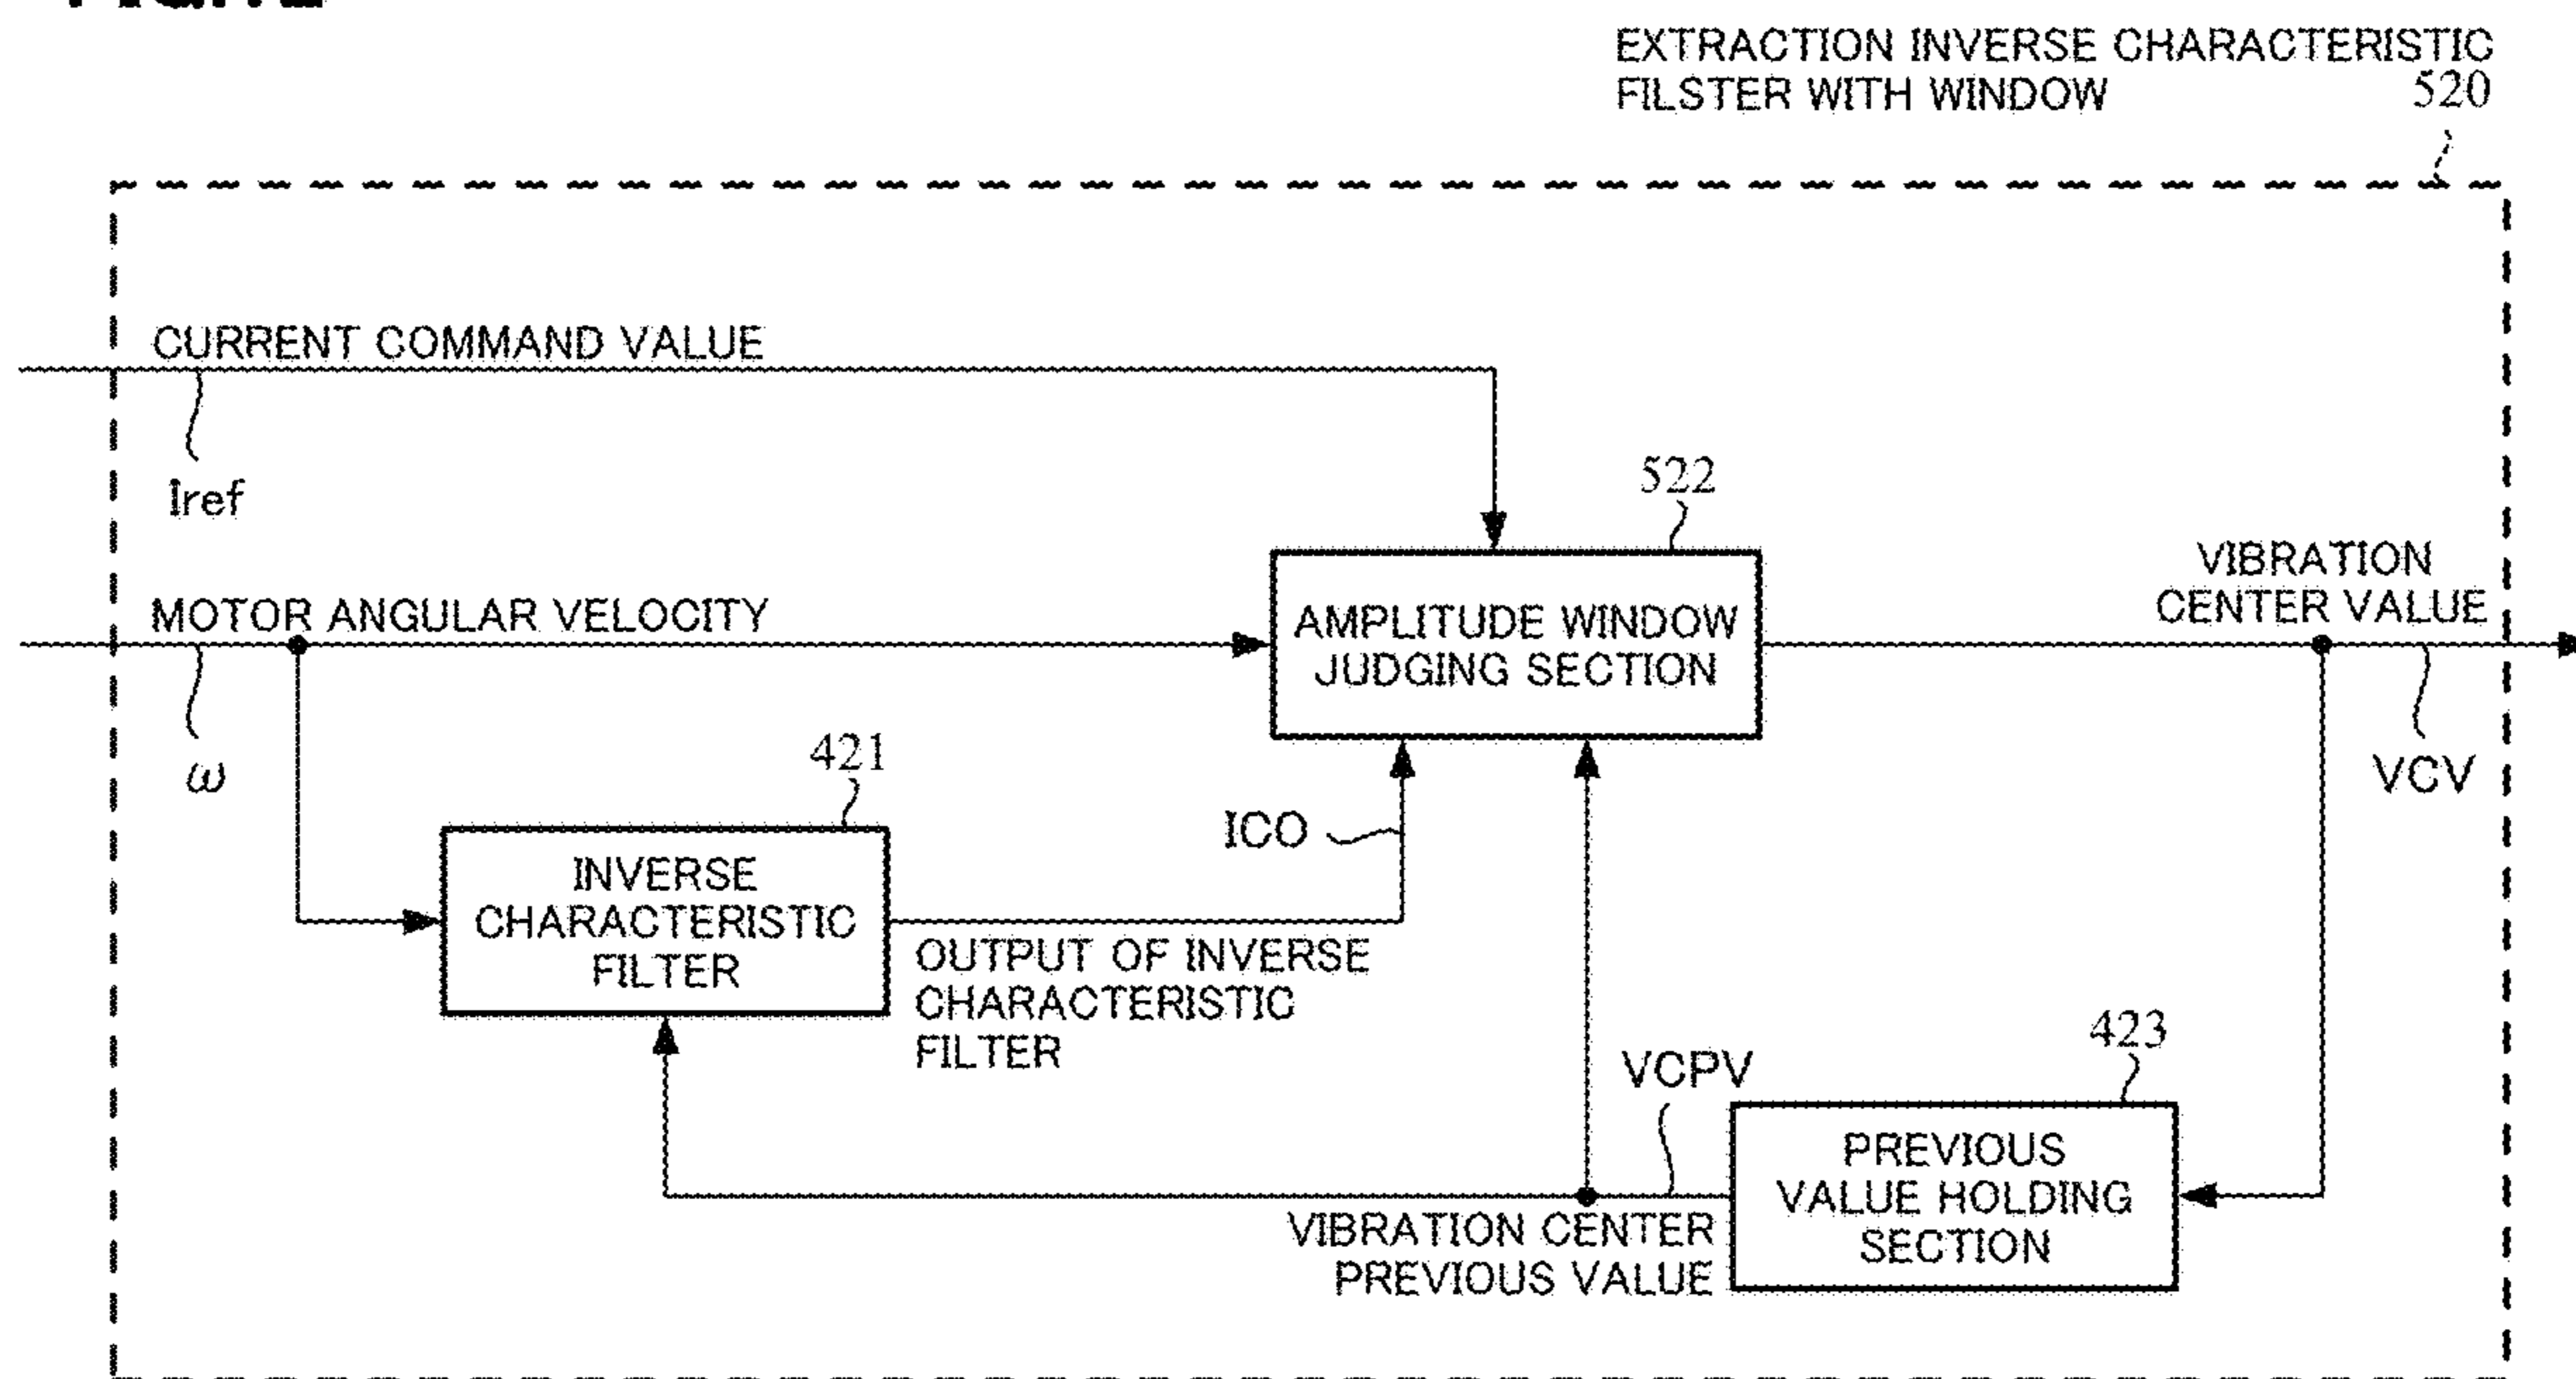 EXTRACTION INVERSE CHARACTERISTIC
FILSTER WITH WINDOW
520
CURRENT COMMAND VALUE
Iref
522
VIBRATION
CENTER VALUE
MOTOR ANGULAR VELOCITY
AMPLITUDE WINDOW
JUDGING SECTION
ω
VCV
421
ICO
INVERSE
CHARACTERISTIC
FILTER
OUTPUT OF INVERSE
CHARACTERISTIC
FILTER
VCPV
423
PREVIOUS
VALUE HOLDING
SECTION
VIBRATION CENTER
PREVIOUS VALUE